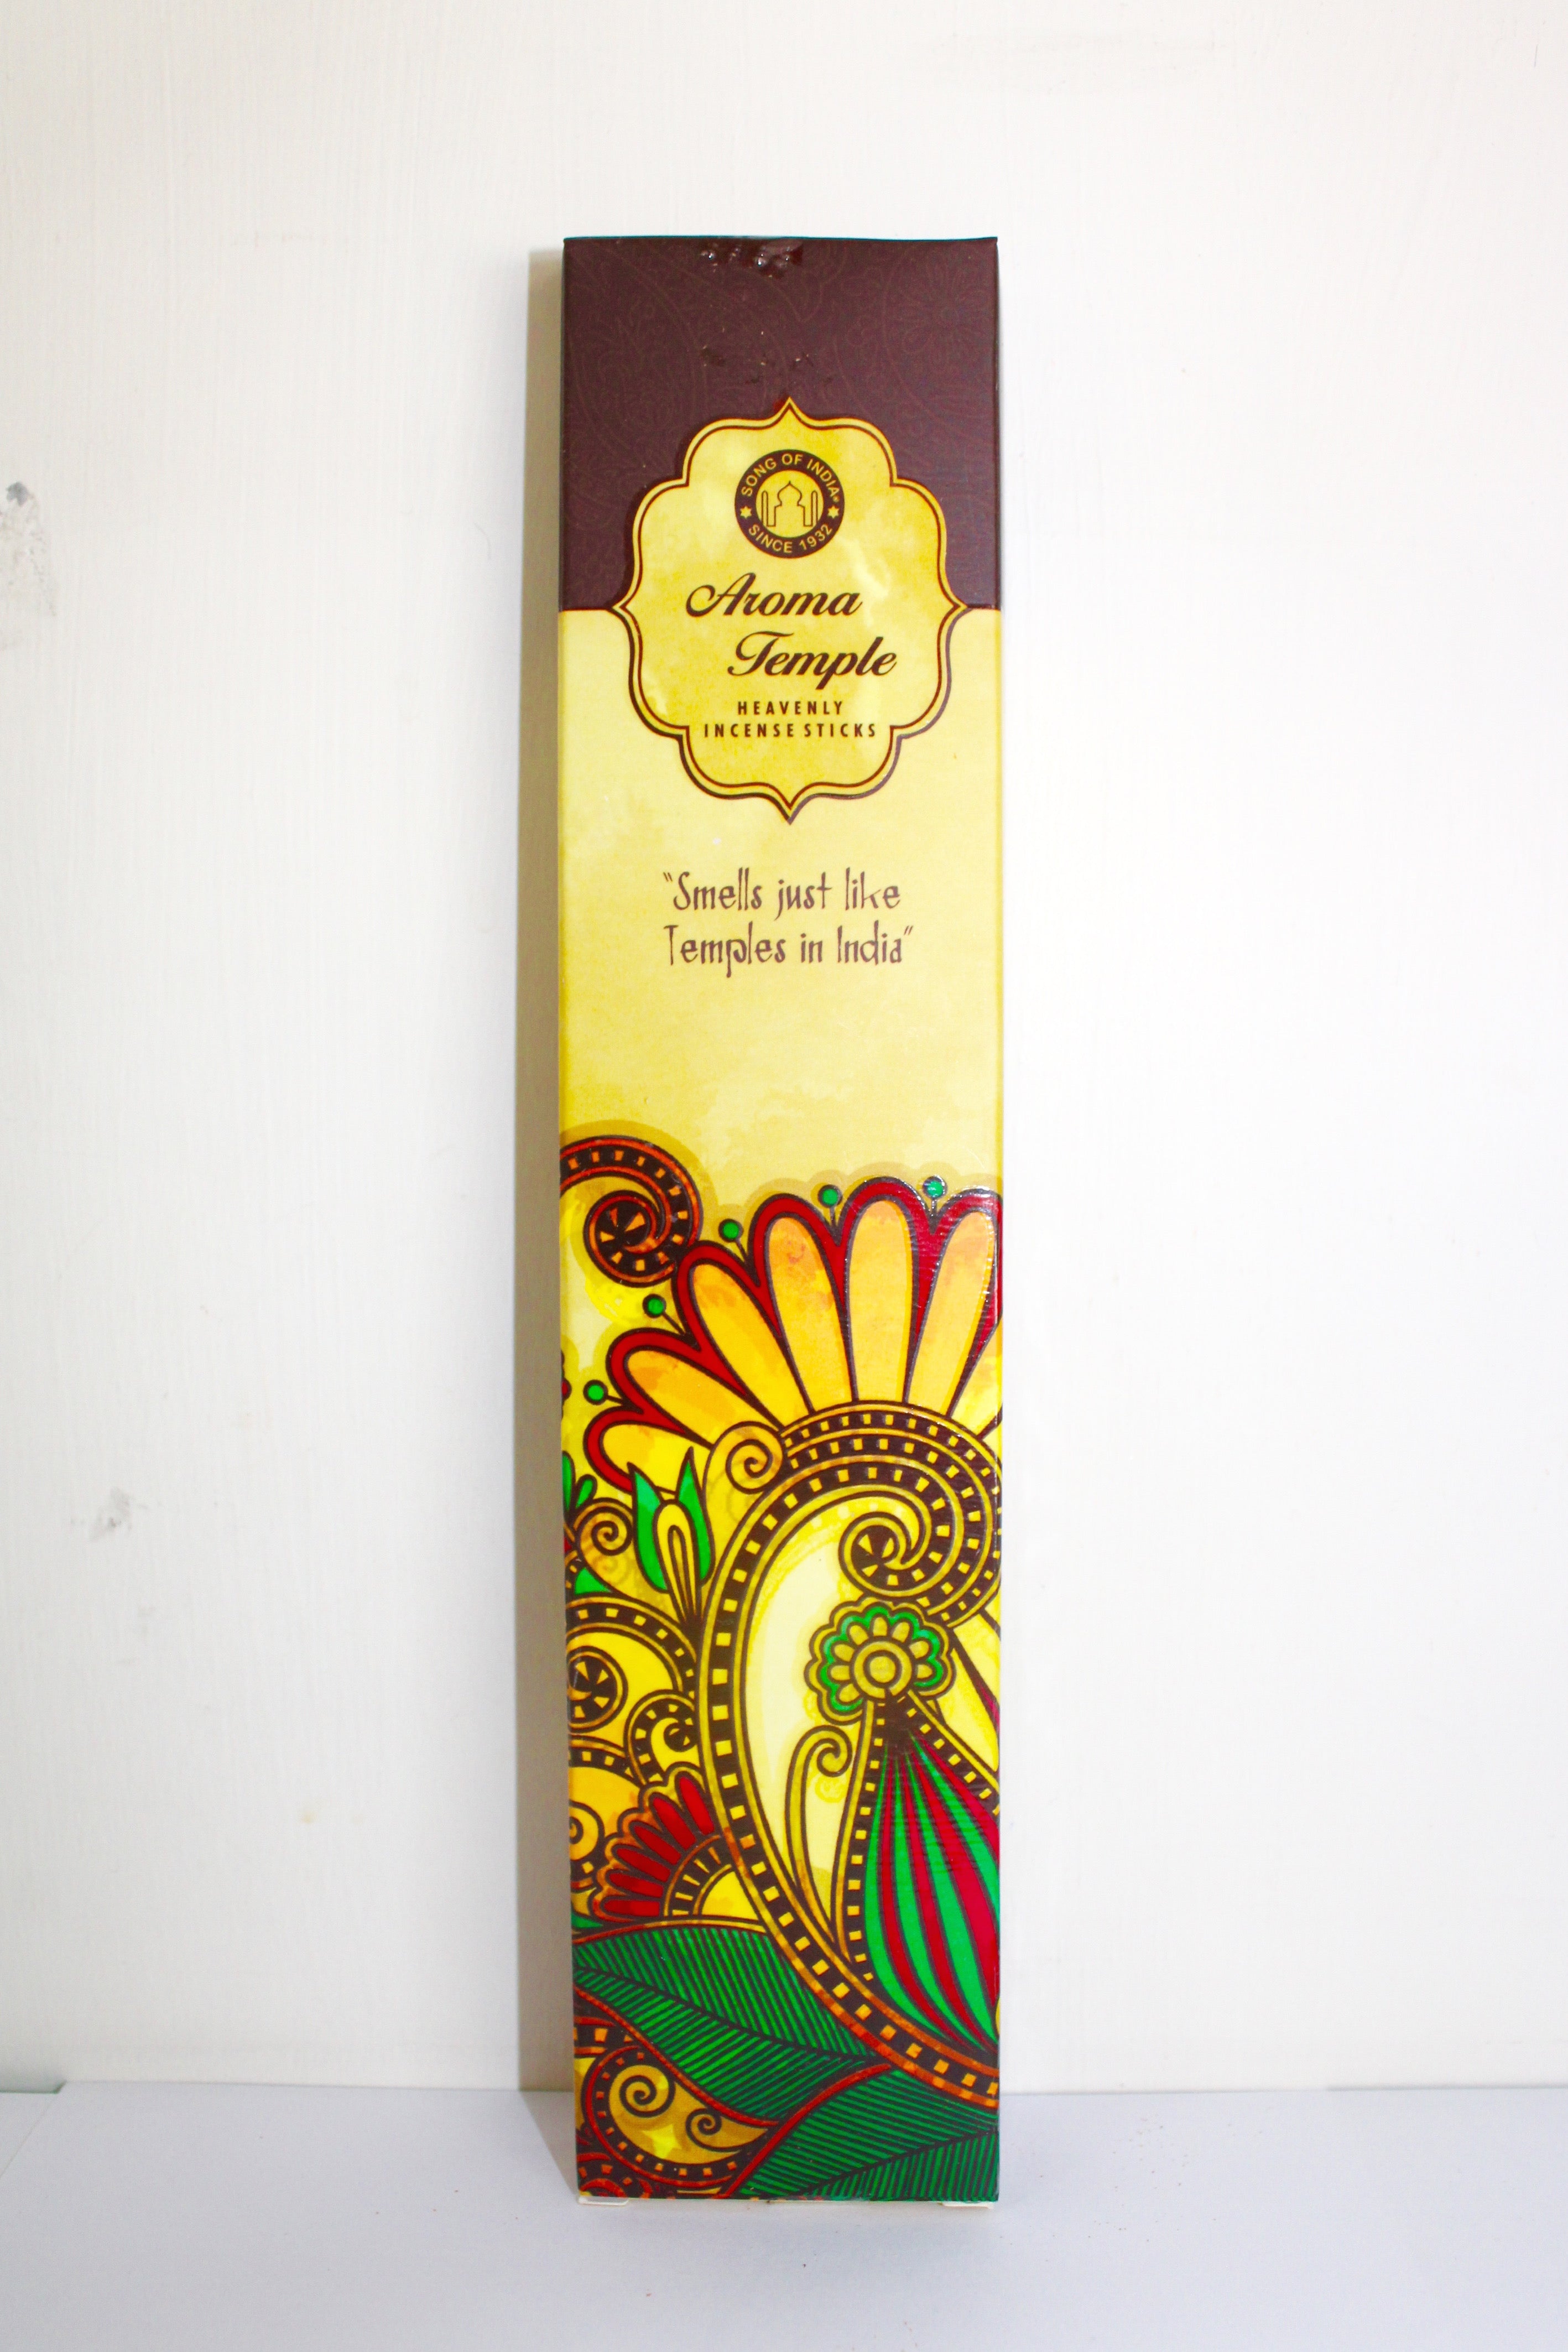 SONG OF INDIA®
SINCE 1932
Aroma
Temple
HEAVENLY
INCENSE STICKS
"Smells just like
Temples in India"